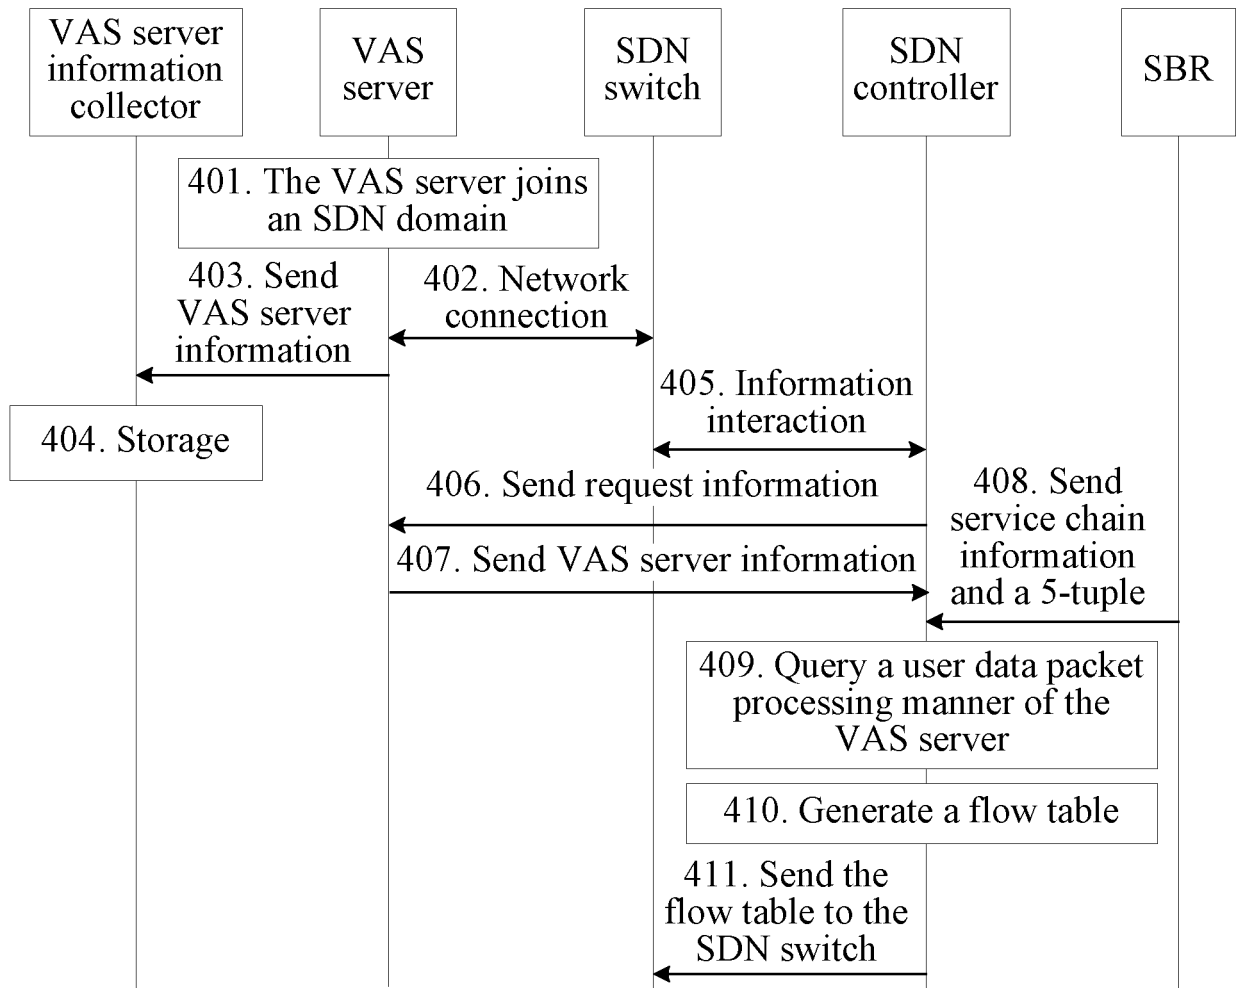 VAS server
information
collector
VAS
server
SDN
switch
SDN
controller
SBR
401. The VAS server joins
an SDN domain
403. Send
VAS server
information
402. Network
connection
404. Storage
405. Information
interaction
406. Send request information
407. Send VAS server information
408. Send
service chain
information
and a 5-tuple
409. Query a user data packet
processing manner of the
VAS server
410. Generate a flow table
411. Send the
flow table to the
SDN switch